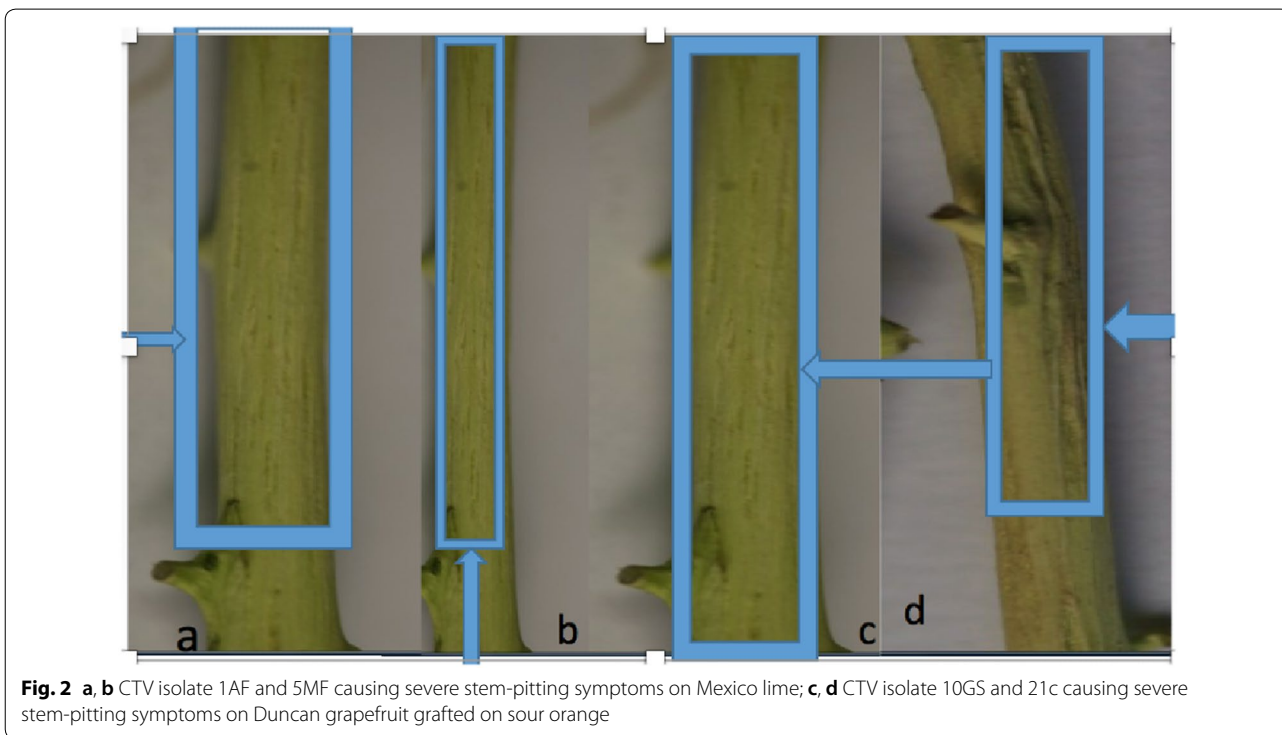 a b c d
Fig. 2 a, b CTV isolate 1AF and 5MF causing severe stem-pitting symptoms on Mexico lime; c, d CTV isolate 10GS and 21c causing severe
stem-pitting symptoms on Duncan grapefruit grafted on sour orange